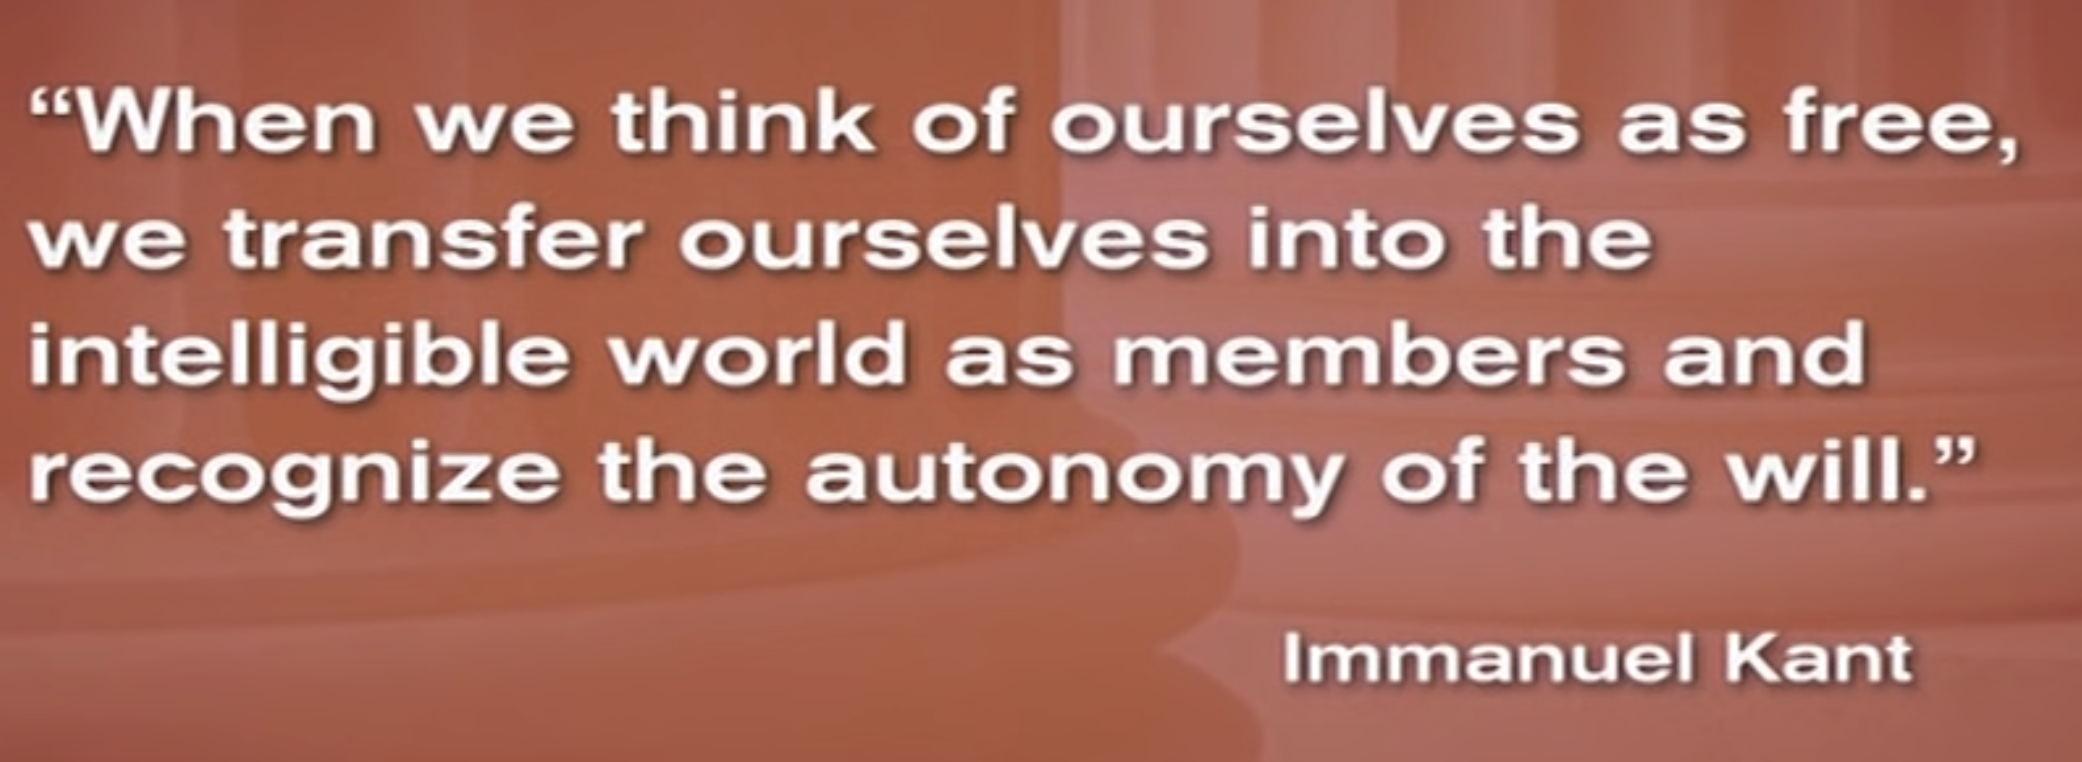 “When we think of ourselves as free,
we transfer ourselves into the
intelligible world as members and
recognize the autonomy of the will.”
Immanuel Kant